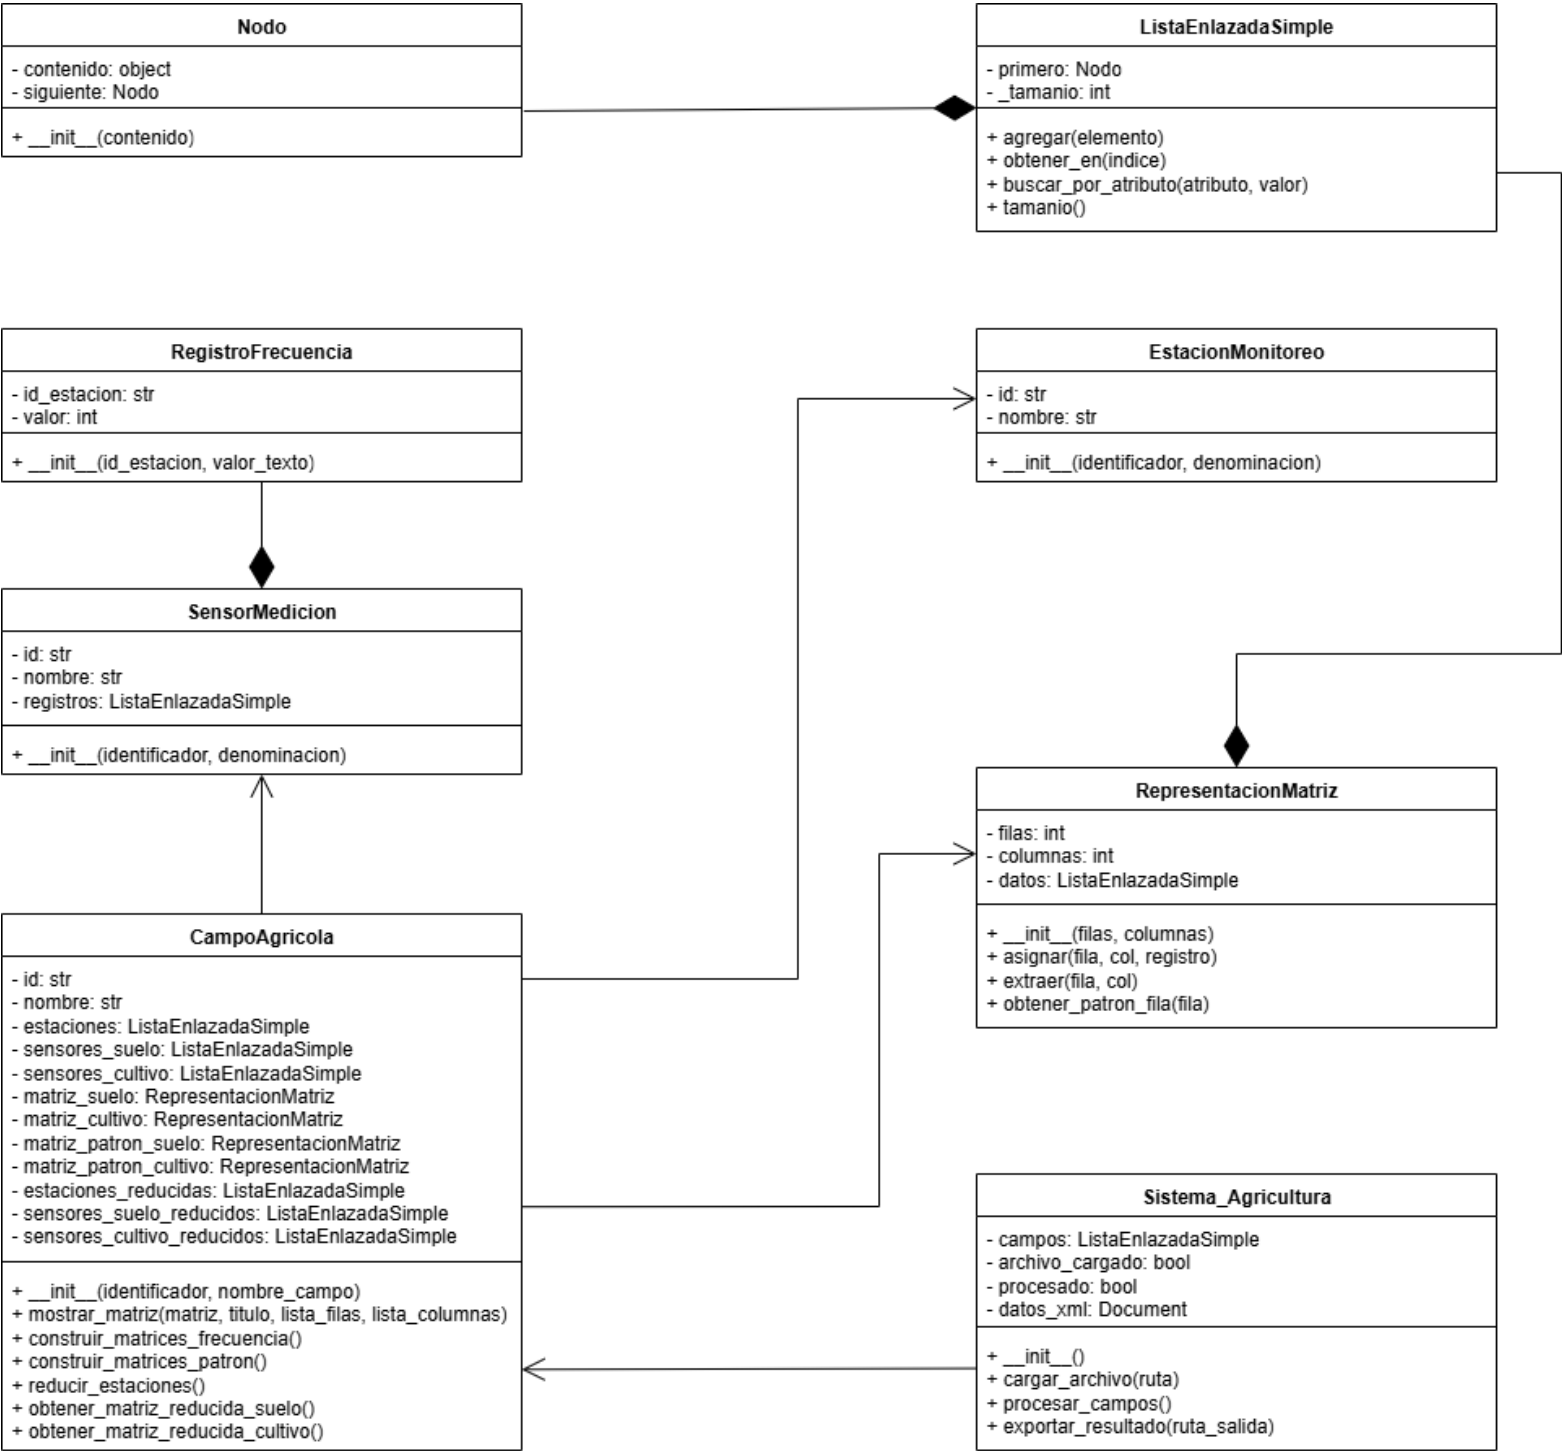 Nodo
- contenido: object
- siguiente: Nodo
+ __init__(contenido)
ListaEnlazadaSimple
- primero: Nodo
- _tamanio: int
+ agregar(elemento)
+ obtener_en(indice)
+ buscar_por_atributo(atributo, valor)
+ tamanio()
RegistroFrecuencia
- id_estacion: str
- valor: int
+ __init__(id_estacion, valor_texto)
EstacionMonitoreo
- id: str
- nombre: str
+ __init__(identificador, denominacion)
SensorMedicion
- id: str
- nombre: str
- registros: ListaEnlazadaSimple
+ __init__(identificador, denominacion)
RepresentacionMatriz
- filas: int
- columnas: int
- datos: ListaEnlazadaSimple
+ __init__(filas, columnas)
+ asignar(fila, col, registro)
+ extraer(fila, col)
+ obtener_patron_fila(fila)
CampoAgricola
- id: str
- nombre: str
- estaciones: ListaEnlazadaSimple
- sensores_suelo: ListaEnlazadaSimple
- sensores_cultivo: ListaEnlazadaSimple
- matriz_suelo: RepresentacionMatriz
- matriz_cultivo: RepresentacionMatriz
- matriz_patron_suelo: RepresentacionMatriz
- matriz_patron_cultivo: RepresentacionMatriz
- estaciones_reducidas: ListaEnlazadaSimple
- sensores_suelo_reducidos: ListaEnlazadaSimple
- sensores_cultivo_reducidos: ListaEnlazadaSimple
+ __init__(identificador, nombre_campo)
+ mostrar_matriz(matriz, titulo, lista_filas, lista_columnas)
+ construir_matrices_frecuencia()
+ construir_matrices_patron()
+ reducir_estaciones()
+ obtener_matriz_reducida_suelo()
+ obtener_matriz_reducida_cultivo()
Sistema_Agricultura
- campos: ListaEnlazadaSimple
- archivo_cargado: bool
- procesado: bool
- datos_xml: Document
+ __init__()
+ cargar_archivo(ruta)
+ procesar_campos()
+ exportar_resultado(ruta_salida)